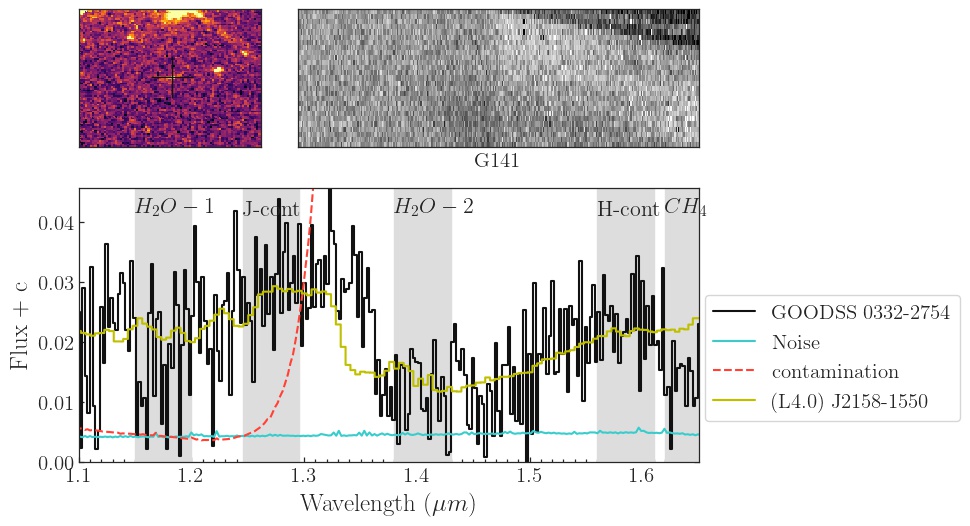 G141
H₂O − 1
J-cont
H₂O − 2
H-cont
CH₄
0.04
0.03
0.02
0.01
0.00
Flux + c
1.1
1.2
1.3
1.4
1.5
1.6
Wavelength (μm)
GOODSS 0332-2754
Noise
contamination
(L4.0) J2158-1550